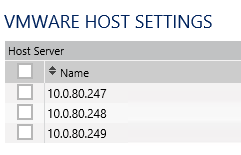 VMWARE HOST SETTINGS
Host Server
Name
10.0.80.247
10.0.80.248
10.0.80.249